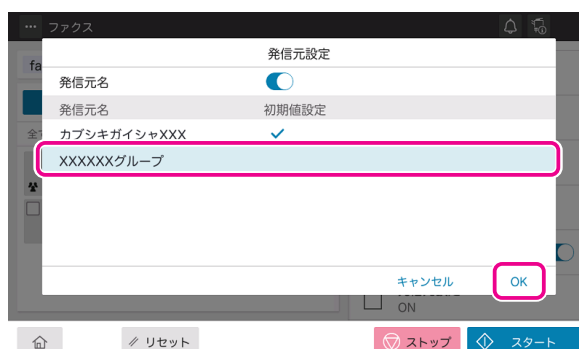 … ファクス
発信元設定
fa
発信元名
発信元名 初期値設定
全
カブシキガイシャXXX ✓
XXXXXXグループ
キャンセル OK
ON
リセット ストップ スタート